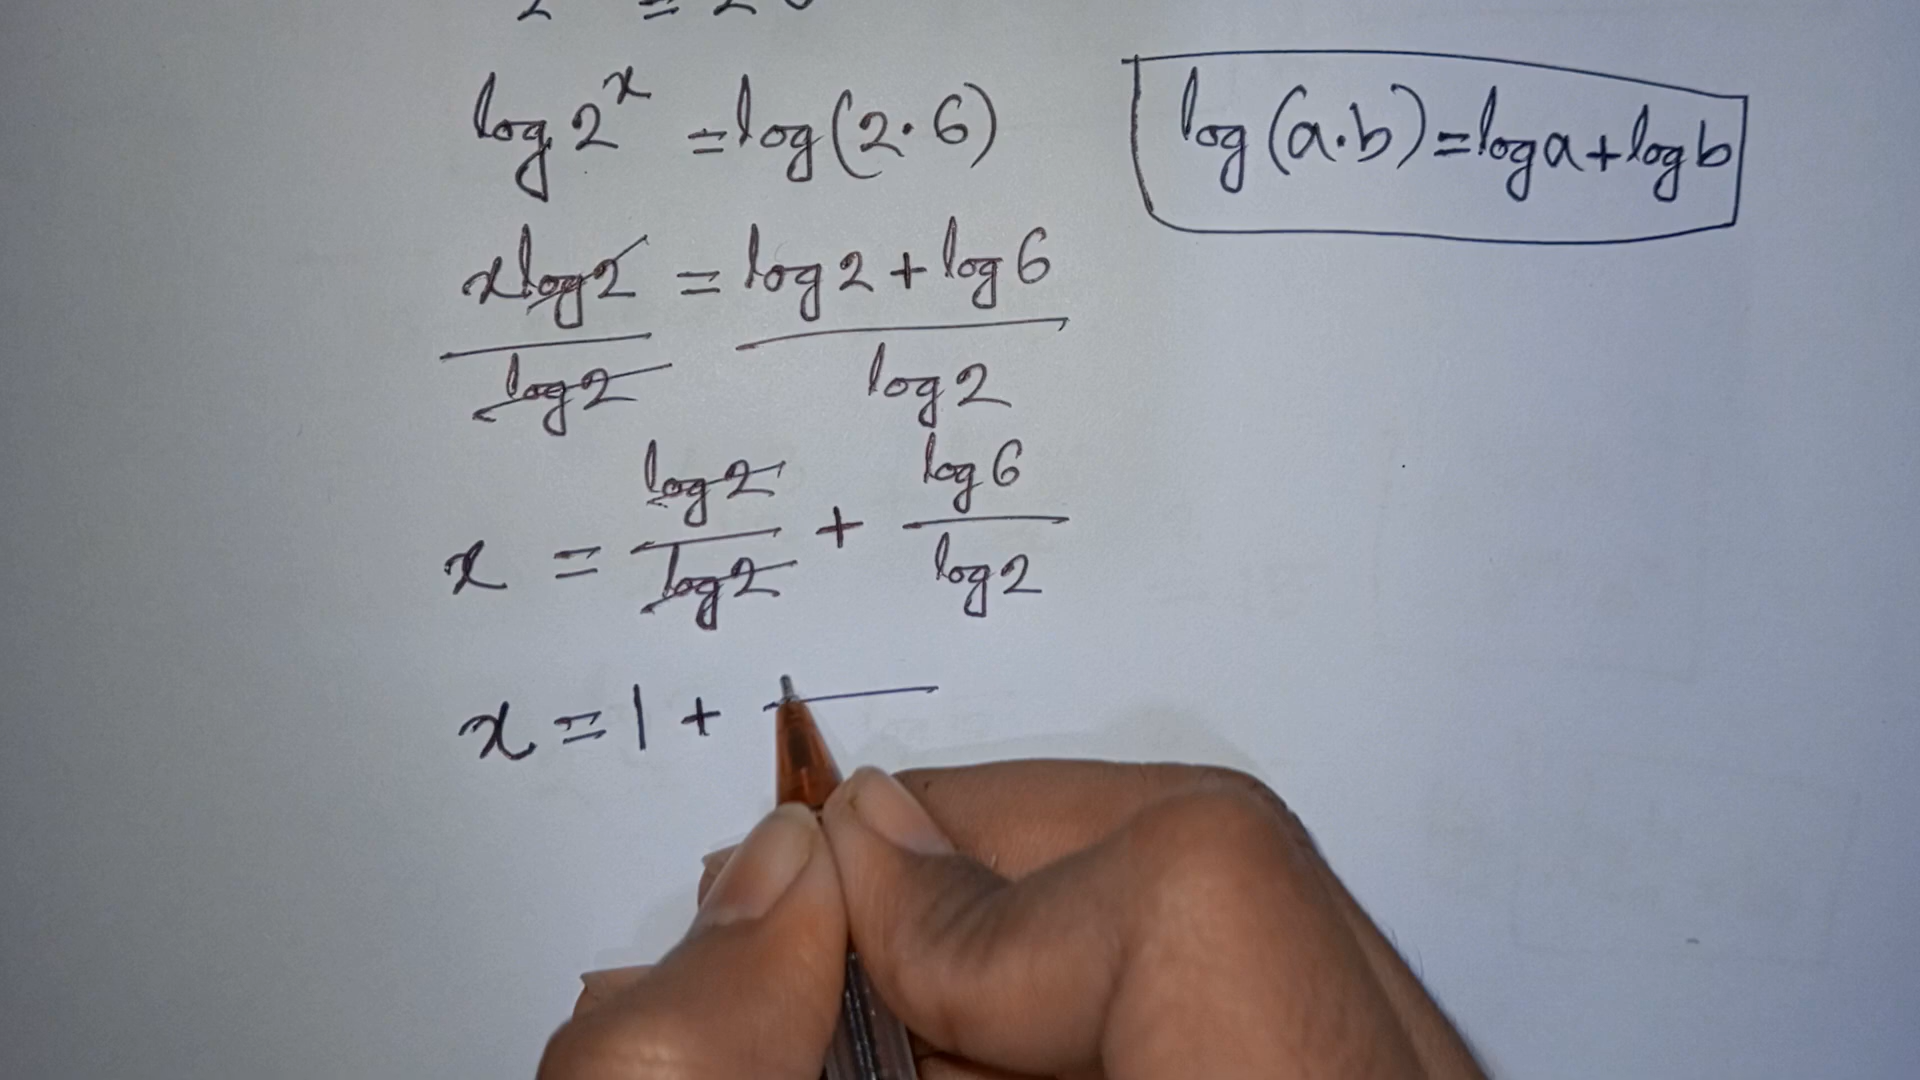 log 2^x = log(2·6)
log(a·b) = log a + log b
x log 2 / log 2 = log 2 + log 6 / log 2
x = log 2 / log 2 + log 6 / log 2
x = 1 +